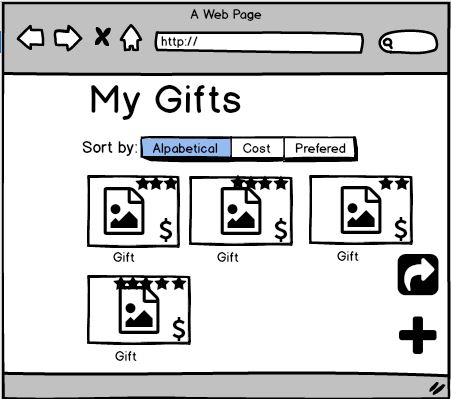 A Web Page
http://
My Gifts
Sort by: Alpabetical Cost Prefered
$ $ $
Gift Gift Gift
$
Gift